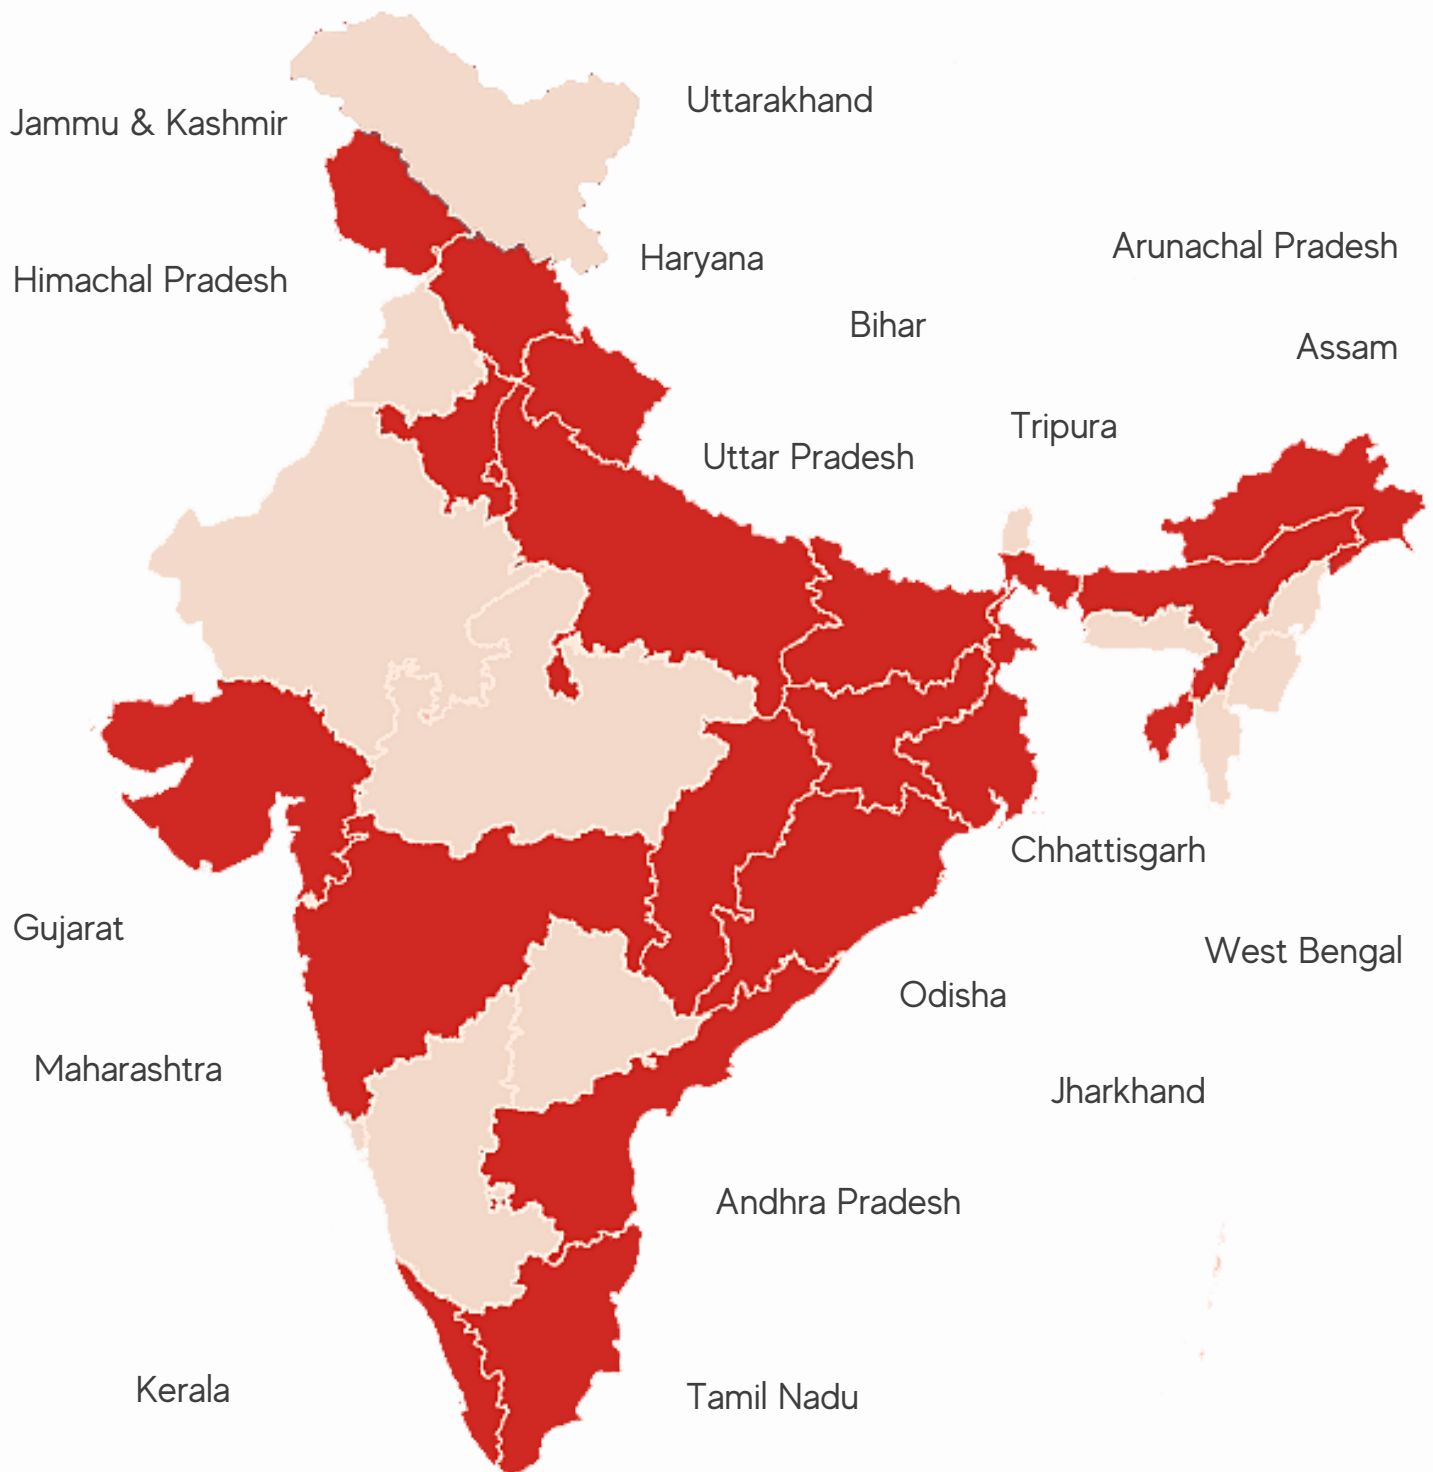 Uttarakhand
Jammu & Kashmir
Arunachal Pradesh
Haryana
Himachal Pradesh
Bihar
Assam
Tripura
Uttar Pradesh
Chhattisgarh
Gujarat
West Bengal
Odisha
Maharashtra
Jharkhand
Andhra Pradesh
Kerala
Tamil Nadu